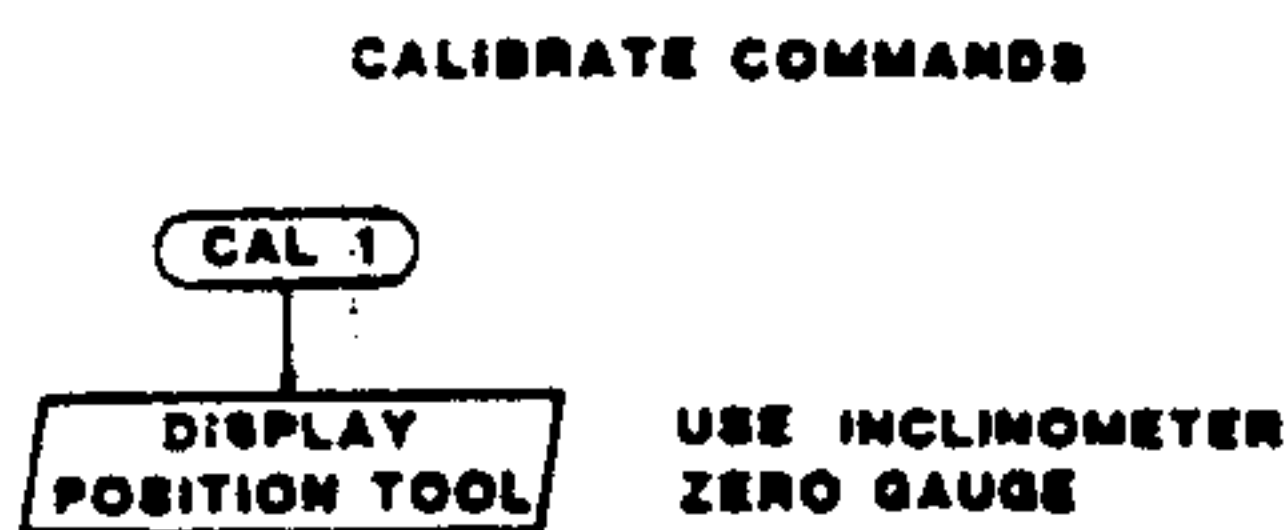 CALIBRATE COMMANDS
CAL 1
DISPLAY
POSITION TOOL
USE INCLINOMETER
ZERO GAUGE